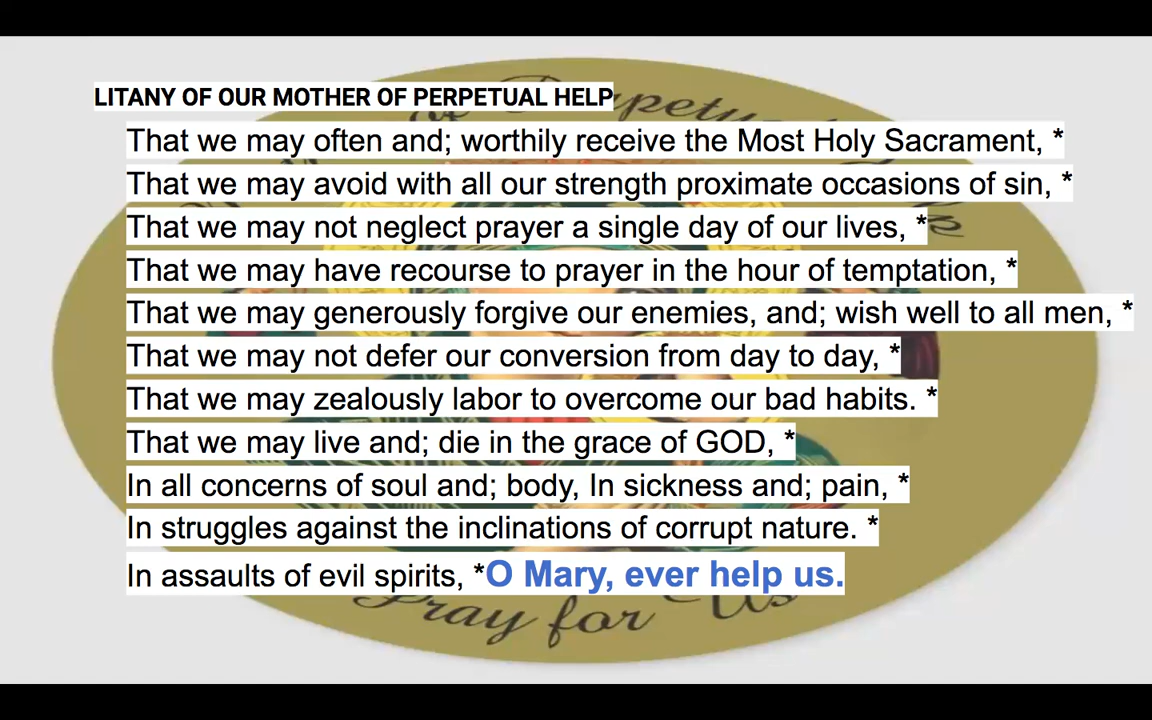 LITANY OF OUR MOTHER OF PERPETUAL HELP
That we may often and; worthily receive the Most Holy Sacrament, *
That we may avoid with all our strength proximate occasions of sin, *
That we may not neglect prayer a single day of our lives, *
That we may have recourse to prayer in the hour of temptation, *
That we may generously forgive our enemies, and; wish well to all men, *
That we may not defer our conversion from day to day, *
That we may zealously labor to overcome our bad habits. *
That we may live and; die in the grace of GOD, *
In all concerns of soul and; body, In sickness and; pain, *
In struggles against the inclinations of corrupt nature. *
In assaults of evil spirits, *O Mary, ever help us.
Pray for Us